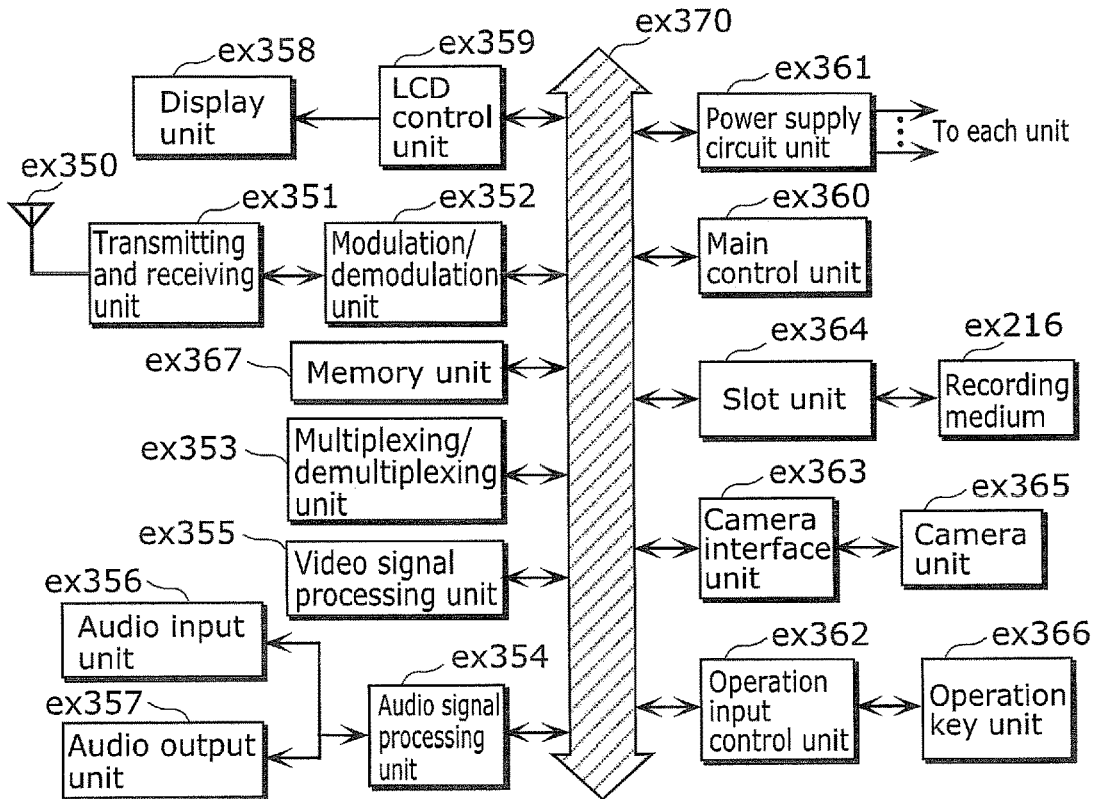 ex370
ex358
ex359
ex361
Display
unit
LCD
control
unit
Power supply
circuit unit
To each unit
ex350
ex351
ex352
ex360
Transmitting
and receiving
unit
Modulation/
demodulation
unit
Main
control unit
ex367
Memory unit
ex364
ex216
Slot unit
Recording
medium
ex353
Multiplexing/
demultiplexing
unit
ex363
ex365
Camera
interface
unit
Camera
unit
ex355
Video signal
processing unit
ex356
Audio input
unit
ex354
ex362
ex366
ex357
Audio output
unit
Audio signal
processing
unit
Operation
input
control unit
Operation
key unit